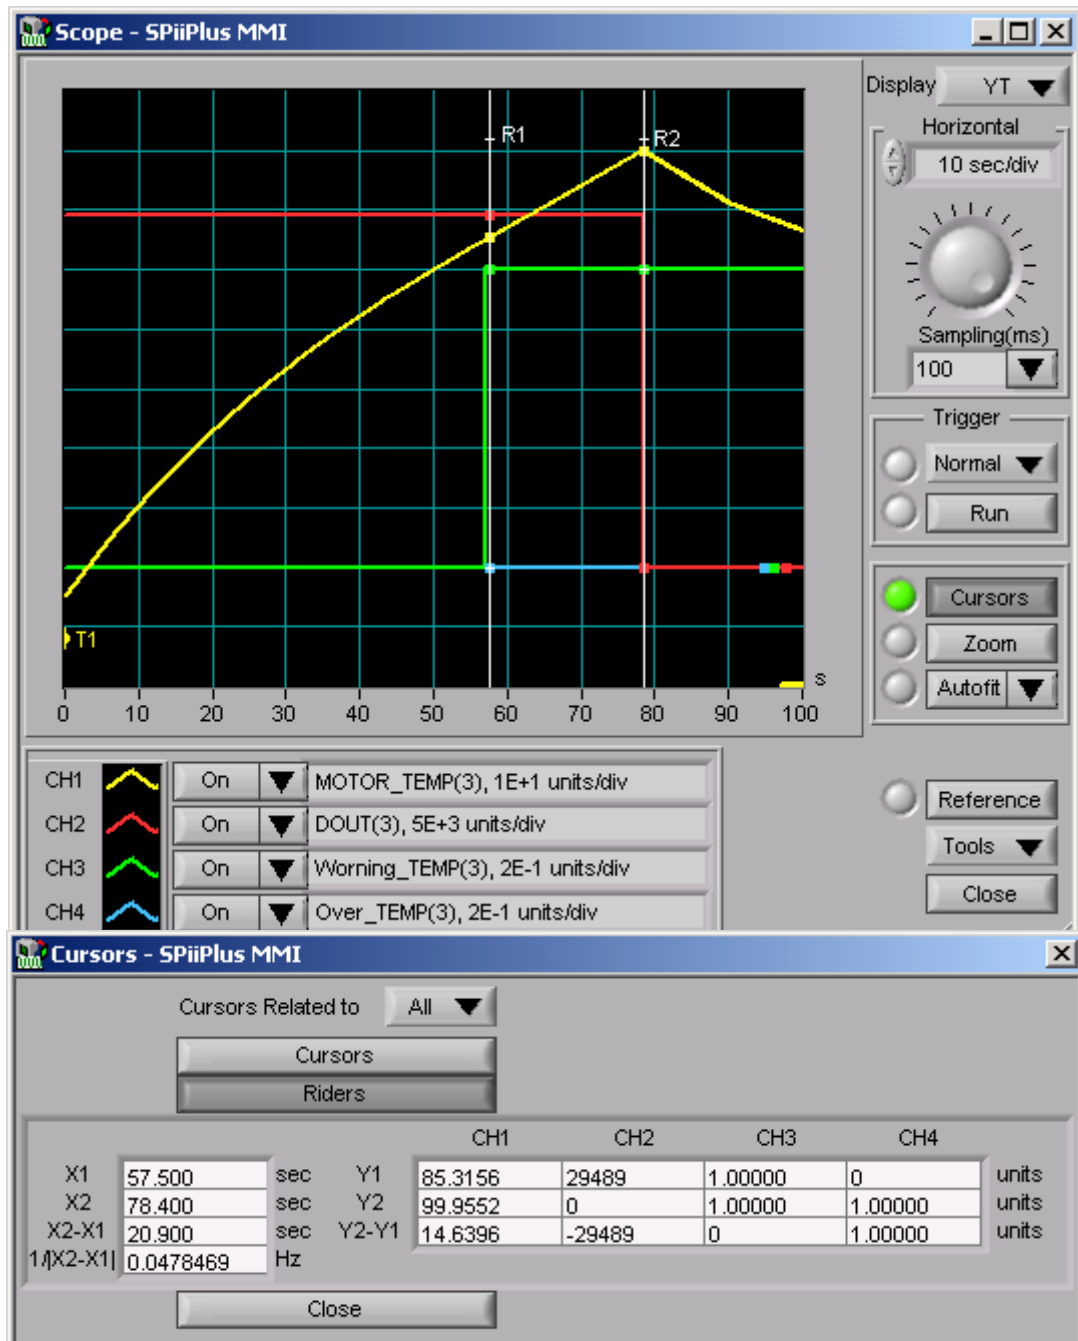 Scope - SPiiPlus MMI
Display YT
Horizontal
10 sec/div
Sampling(ms)
100
Trigger
Normal
Run
Cursors
Zoom
Autofit
R1
R2
T1
s
0 10 20 30 40 50 60 70 80 90 100
CH1 On MOTOR_TEMP(3), 1E+1 units/div
CH2 On DOUT(3), 5E+3 units/div
CH3 On Worning_TEMP(3), 2E-1 units/div
CH4 On Over_TEMP(3), 2E-1 units/div
Reference
Tools
Close
Cursors - SPiiPlus MMI
Cursors Related to All
Cursors
Riders
CH1 CH2 CH3 CH4
X1 57.500 sec Y1 85.3156 29489 1.00000 0 units
X2 78.400 sec Y2 99.9552 0 1.00000 1.00000 units
X2-X1 20.900 sec Y2-Y1 14.6396 -29489 0 1.00000 units
1/|X2-X1| 0.0478469 Hz
Close